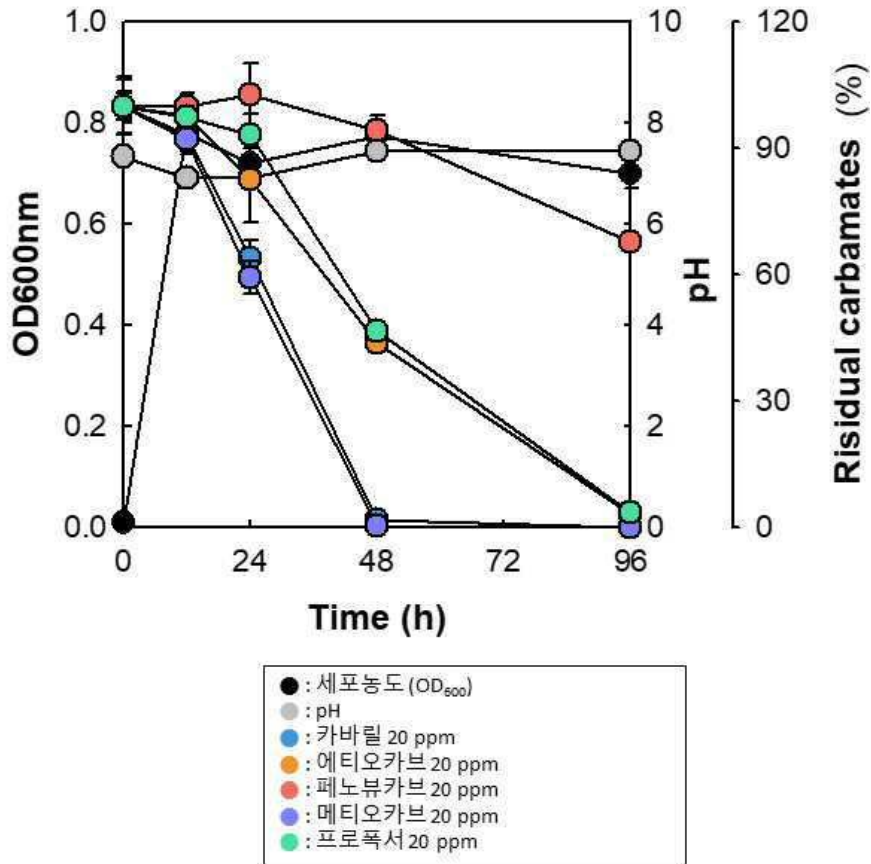 1.0
0.8
0.6
0.4
0.2
0.0
OD600nm
10
8
6
4
2
0
pH
120
90
60
30
0
Risidual carbamates (%)
0 24 48 72 96
Time (h)
: 세포농도 (OD₆₀₀)
: pH
: 카바릴 20 ppm
: 에티오카브 20 ppm
: 페노뷰카브 20 ppm
: 메티오카브 20 ppm
: 프로폭서 20 ppm